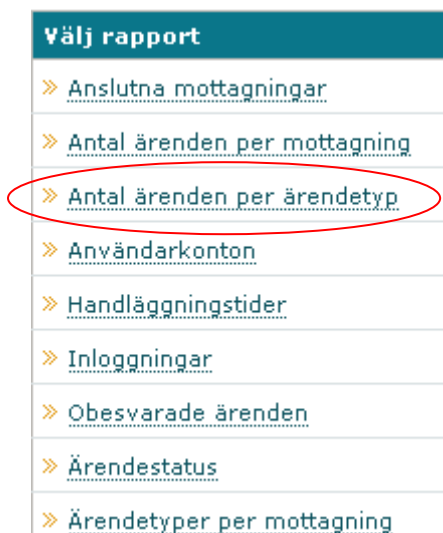 Välj rapport
» Anslutna mottagningar
» Antal ärenden per mottagning
» Antal ärenden per ärendetyp
» Användarkonton
» Handläggningstider
» Inloggningar
» Obesvarade ärenden
» Ärendestatus
» Ärendetyper per mottagning